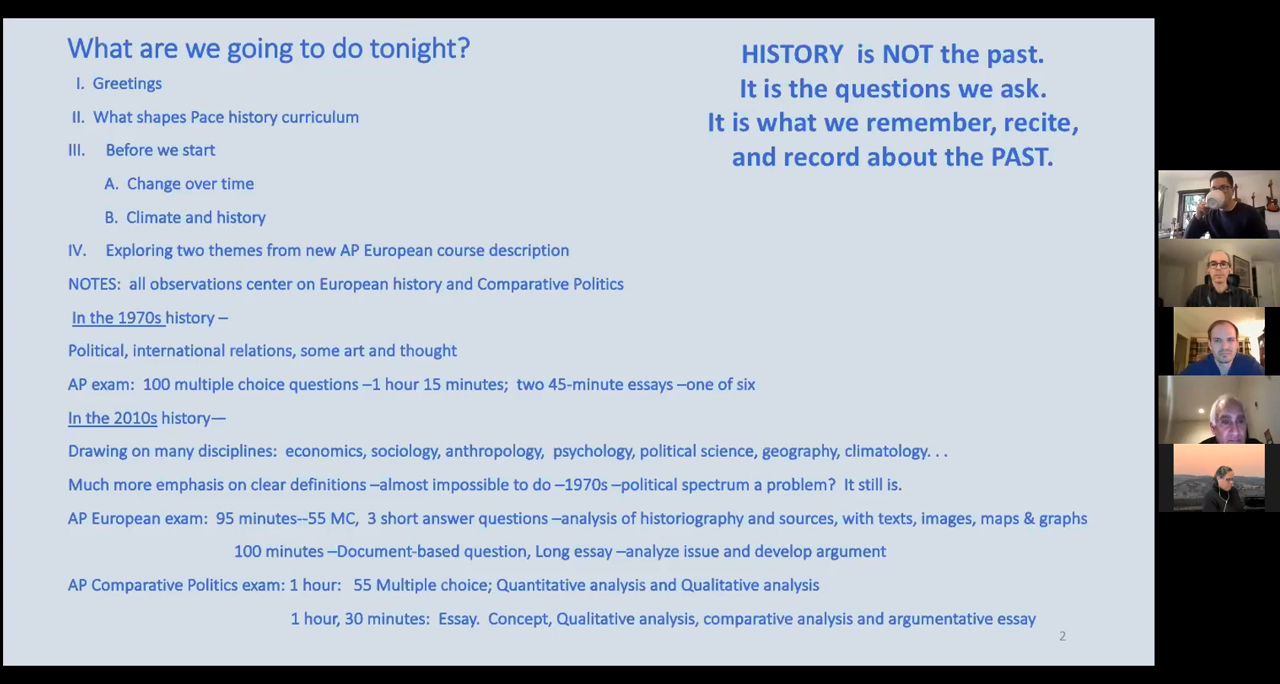 What are we going to do tonight?
I. Greetings
II. What shapes Pace history curriculum
III. Before we start
A. Change over time
B. Climate and history
IV. Exploring two themes from new AP European course description
NOTES: all observations center on European history and Comparative Politics
In the 1970s history –
Political, international relations, some art and thought
AP exam: 100 multiple choice questions –1 hour 15 minutes; two 45-minute essays –one of six
In the 2010s history—
Drawing on many disciplines: economics, sociology, anthropology, psychology, political science, geography, climatology. . .
Much more emphasis on clear definitions –almost impossible to do –1970s –political spectrum a problem? It still is.
AP European exam: 95 minutes--55 MC, 3 short answer questions –analysis of historiography and sources, with texts, images, maps & graphs
100 minutes –Document-based question, Long essay –analyze issue and develop argument
AP Comparative Politics exam: 1 hour: 55 Multiple choice; Quantitative analysis and Qualitative analysis
1 hour, 30 minutes: Essay. Concept, Qualitative analysis, comparative analysis and argumentative essay
HISTORY is NOT the past.
It is the questions we ask.
It is what we remember, recite,
and record about the PAST.
2